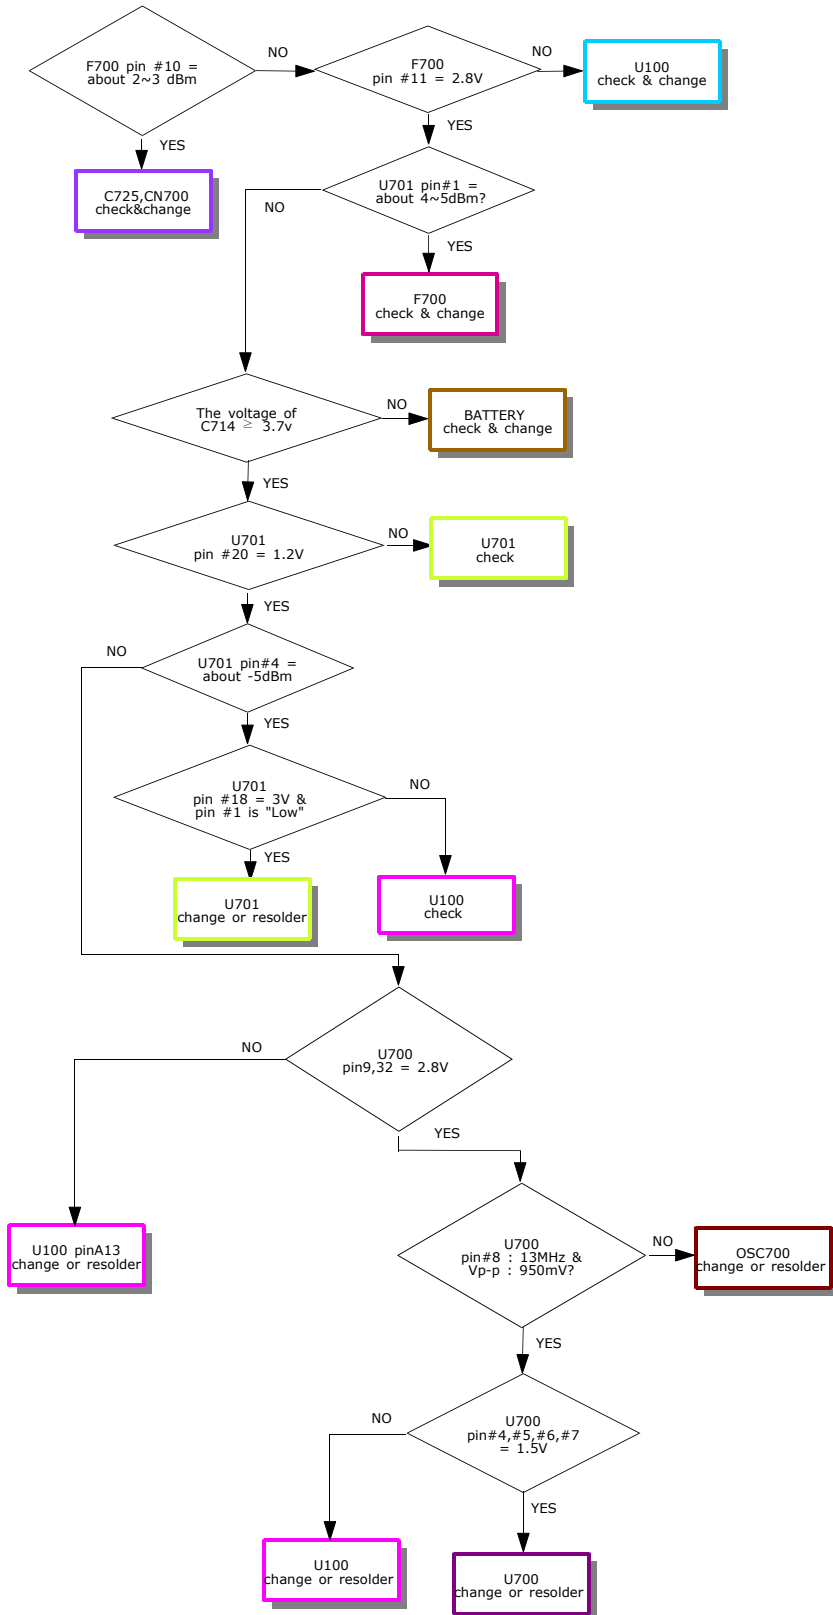 F700 pin #10 =
about 2~3 dBm
NO
F700
pin #11 = 2.8V
NO
U100
check & change
YES
YES
C725,CN700
check&change
U701 pin#1 =
about 4~5dBm?
NO
YES
F700
check & change
The voltage of
C714 ≥ 3.7v
NO
BATTERY
check & change
YES
U701
pin #20 = 1.2V
NO
U701
check
YES
NO
U701 pin#4 =
about -5dBm
YES
U701
pin #18 = 3V &
pin #1 is "Low"
NO
YES
U701
change or resolder
U100
check
U700
pin9,32 = 2.8V
NO
YES
U100 pinA13
change or resolder
U700
pin#8 : 13MHz &
Vp-p : 950mV?
NO
OSC700
change or resolder
YES
U700
pin#4,#5,#6,#7
= 1.5V
NO
YES
U100
change or resolder
U700
change or resolder